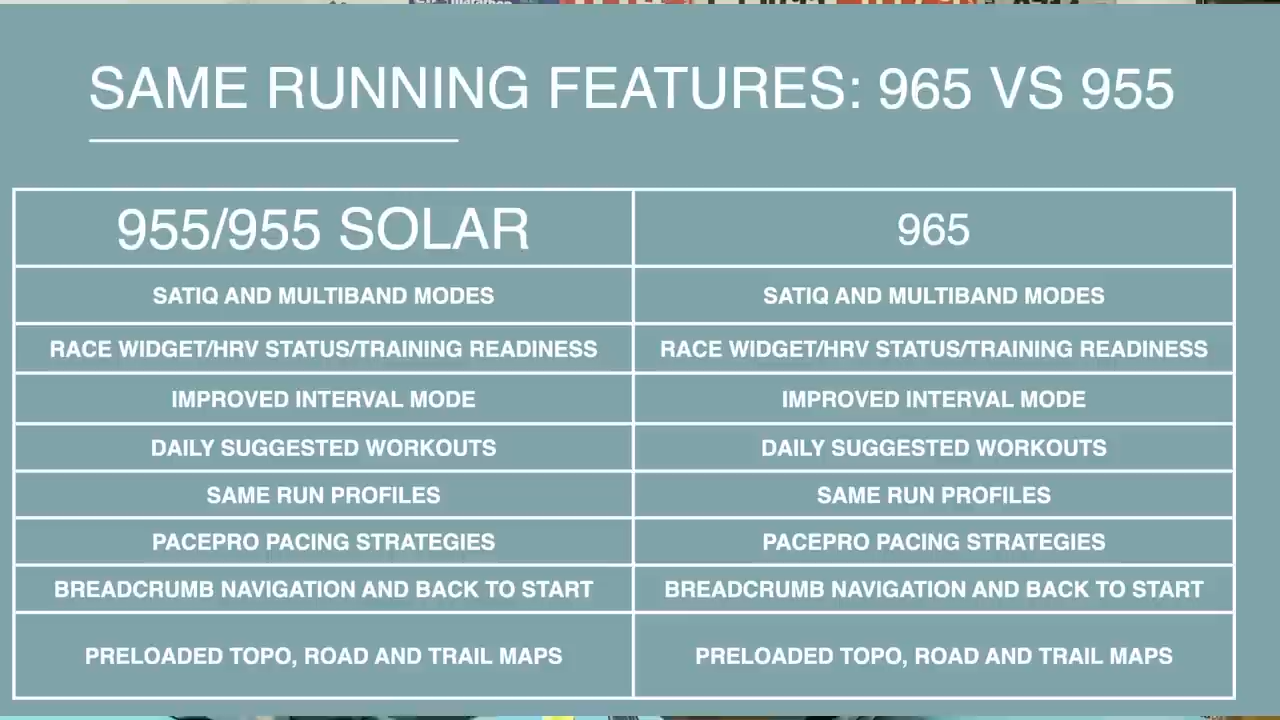 SAME RUNNING FEATURES: 965 VS 955
955/955 SOLAR
965
SATIQ AND MULTIBAND MODES
SATIQ AND MULTIBAND MODES
RACE WIDGET/HRV STATUS/TRAINING READINESS
RACE WIDGET/HRV STATUS/TRAINING READINESS
IMPROVED INTERVAL MODE
IMPROVED INTERVAL MODE
DAILY SUGGESTED WORKOUTS
DAILY SUGGESTED WORKOUTS
SAME RUN PROFILES
SAME RUN PROFILES
PACEPRO PACING STRATEGIES
PACEPRO PACING STRATEGIES
BREADCRUMB NAVIGATION AND BACK TO START
BREADCRUMB NAVIGATION AND BACK TO START
PRELOADED TOPO, ROAD AND TRAIL MAPS
PRELOADED TOPO, ROAD AND TRAIL MAPS